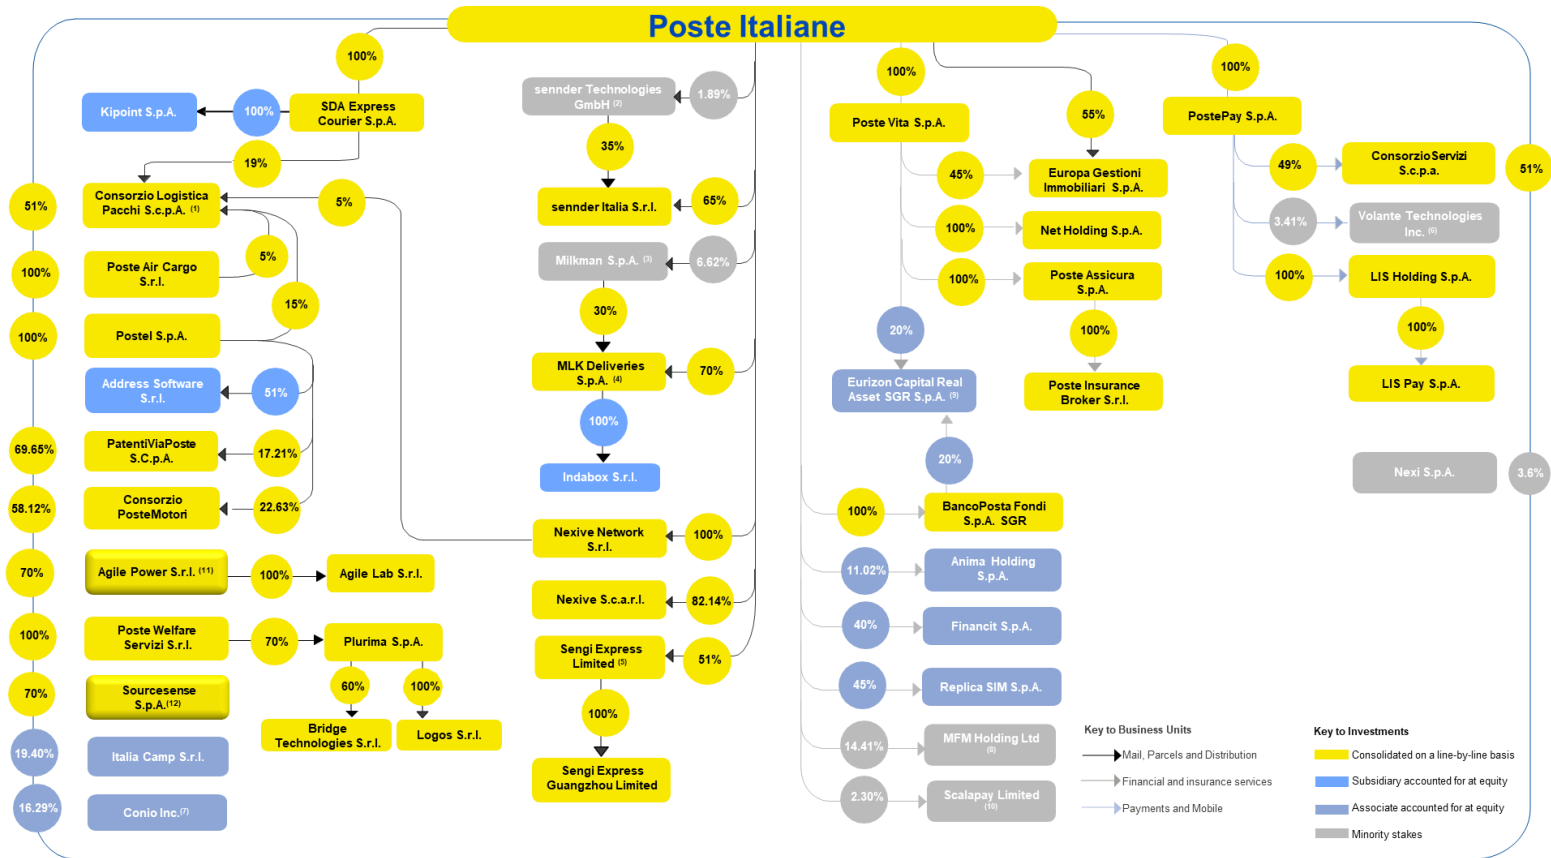 Poste Italiane
100%
Kipoint S.p.A.
100%
SDA Express
Courier S.p.A.
19%
51%
Consorzio Logistica
Pacchi S.c.p.A. (1)
5%
100%
Poste Air Cargo
S.r.l.
5%
15%
100%
Postel S.p.A.
Address Software
S.r.l.
51%
69.65%
PatentiViaPoste
S.C.p.A.
17.21%
58.12%
Consorzio
PosteMotori
22.63%
70%
Agile Power S.r.l. (11)
100%
Agile Lab S.r.l.
100%
Poste Welfare
Servizi S.r.l.
70%
Plurima S.p.A.
60%
100%
Bridge
Technologies S.r.l.
Logos S.r.l.
70%
Sourcesense
S.p.A.(12)
19.40%
Italia Camp S.r.l.
16.29%
Conio Inc.(7)
sennder Technologies
GmbH (2)
1.89%
35%
sennder Italia S.r.l.
65%
Milkman S.p.A. (3)
6.62%
30%
MLK Deliveries
S.p.A. (4)
70%
100%
Indabox S.r.l.
Nexive Network
S.r.l.
100%
Nexive S.c.a.r.l.
82.14%
Sengi Express
Limited (5)
51%
100%
Sengi Express
Guangzhou Limited
100%
Poste Vita S.p.A.
55%
45%
Europa Gestioni
Immobiliari S.p.A.
100%
Net Holding S.p.A.
100%
Poste Assicura
S.p.A.
100%
Poste Insurance
Broker S.r.l.
20%
Eurizon Capital Real
Asset SGR S.p.A. (9)
20%
100%
BancoPosta Fondi
S.p.A. SGR
11.02%
Anima Holding
S.p.A.
40%
Financit S.p.A.
45%
Replica SIM S.p.A.
14.41%
MFM Holding Ltd
(8)
2.30%
Scalapay Limited
(10)
100%
PostePay S.p.A.
49%
ConsorzioServizi
S.c.p.a.
51%
3.41%
Volante Technologies
Inc. (6)
100%
LIS Holding S.p.A.
100%
LIS Pay S.p.A.
Nexi S.p.A.
3.6%
Key to Business Units
Mail, Parcels and Distribution
Financial and insurance services
Payments and Mobile
Key to Investments
Consolidated on a line-by-line basis
Subsidiary accounted for at equity
Associate accounted for at equity
Minority stakes